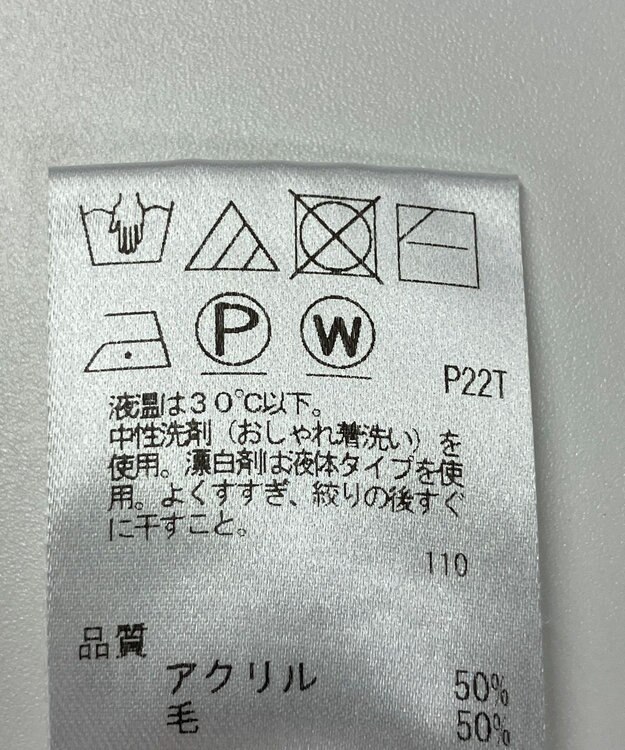 P W
P22T
液温は30℃以下。
中性洗剤（おしゃれ着洗い）を
使用。漂白剤は液体タイプを使
用。よくすすぎ、絞りの後すぐ
に干すこと。
110
品質
アクリル 50%
毛 50%